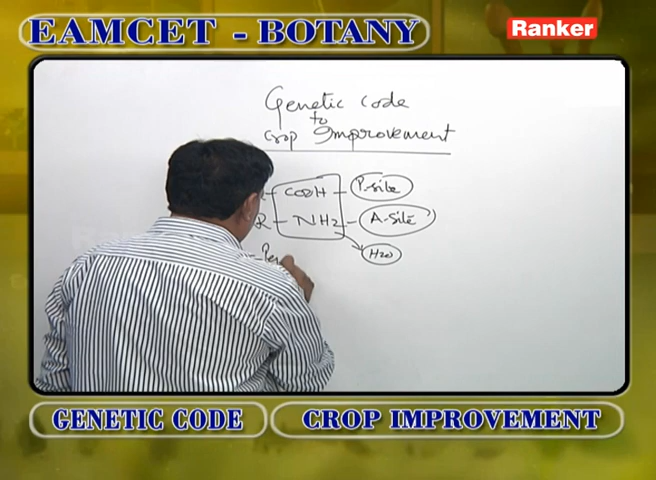 EAMCET - BOTANY
Ranker
Genetic code
to
crop Improvement
COOH - P-site
R - NH2 - A-site
H2O
GENETIC CODE
CROP IMPROVEMENT